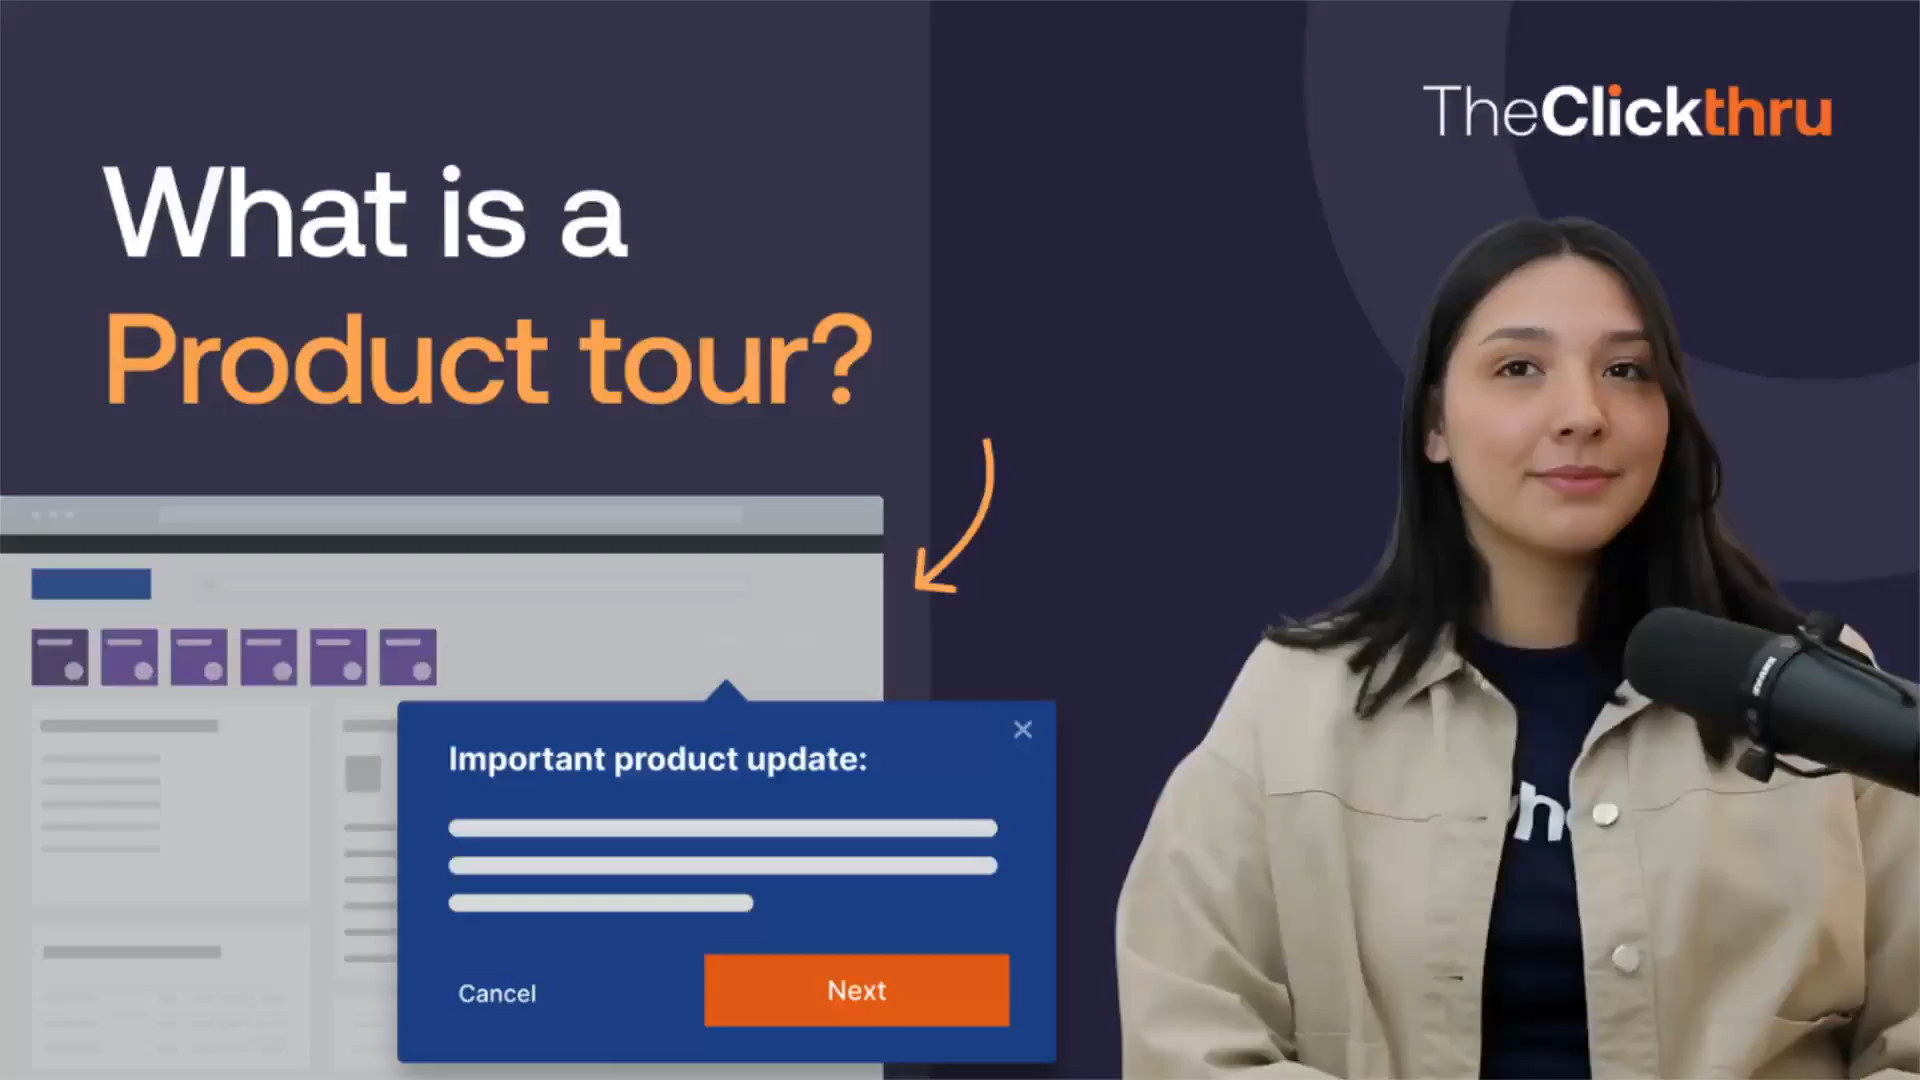 TheClickthru
What is a
Product tour?
Important product update:
Cancel
Next